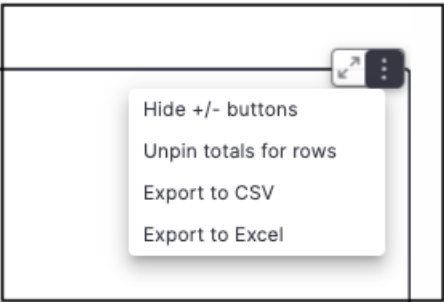 Hide +/- buttons
Unpin totals for rows
Export to CSV
Export to Excel